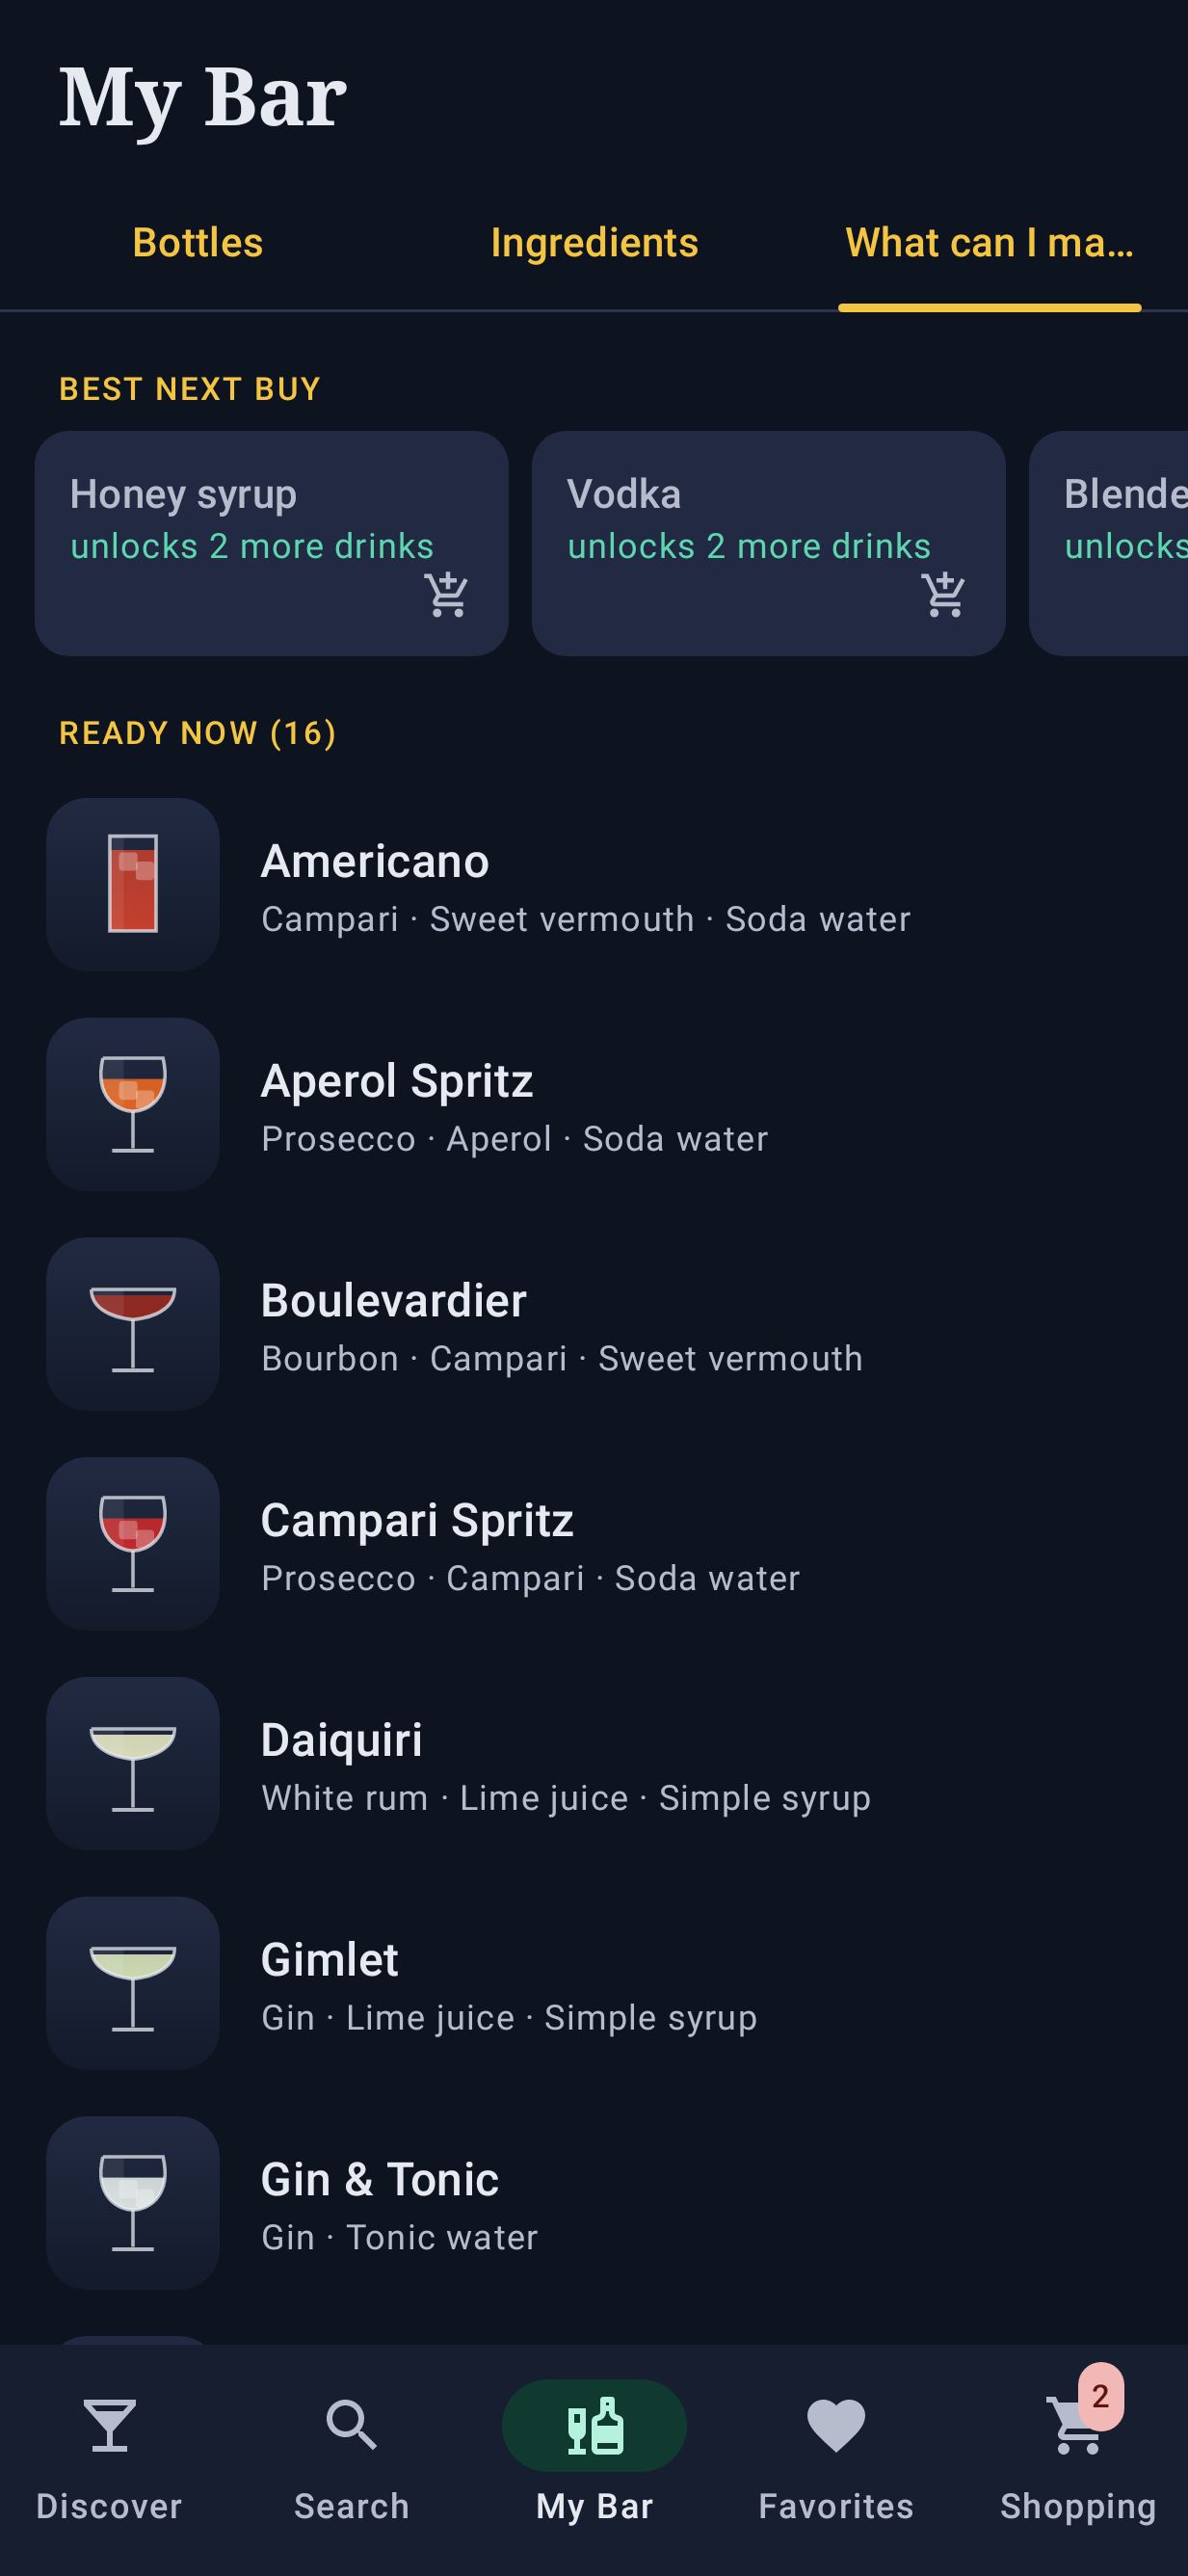 My Bar
Bottles
Ingredients
What can I ma…
BEST NEXT BUY
Honey syrup
unlocks 2 more drinks
Vodka
unlocks 2 more drinks
Blende
unlocks
READY NOW (16)
Americano
Campari · Sweet vermouth · Soda water
Aperol Spritz
Prosecco · Aperol · Soda water
Boulevardier
Bourbon · Campari · Sweet vermouth
Campari Spritz
Prosecco · Campari · Soda water
Daiquiri
White rum · Lime juice · Simple syrup
Gimlet
Gin · Lime juice · Simple syrup
Gin & Tonic
Gin · Tonic water
2
Discover
Search
My Bar
Favorites
Shopping